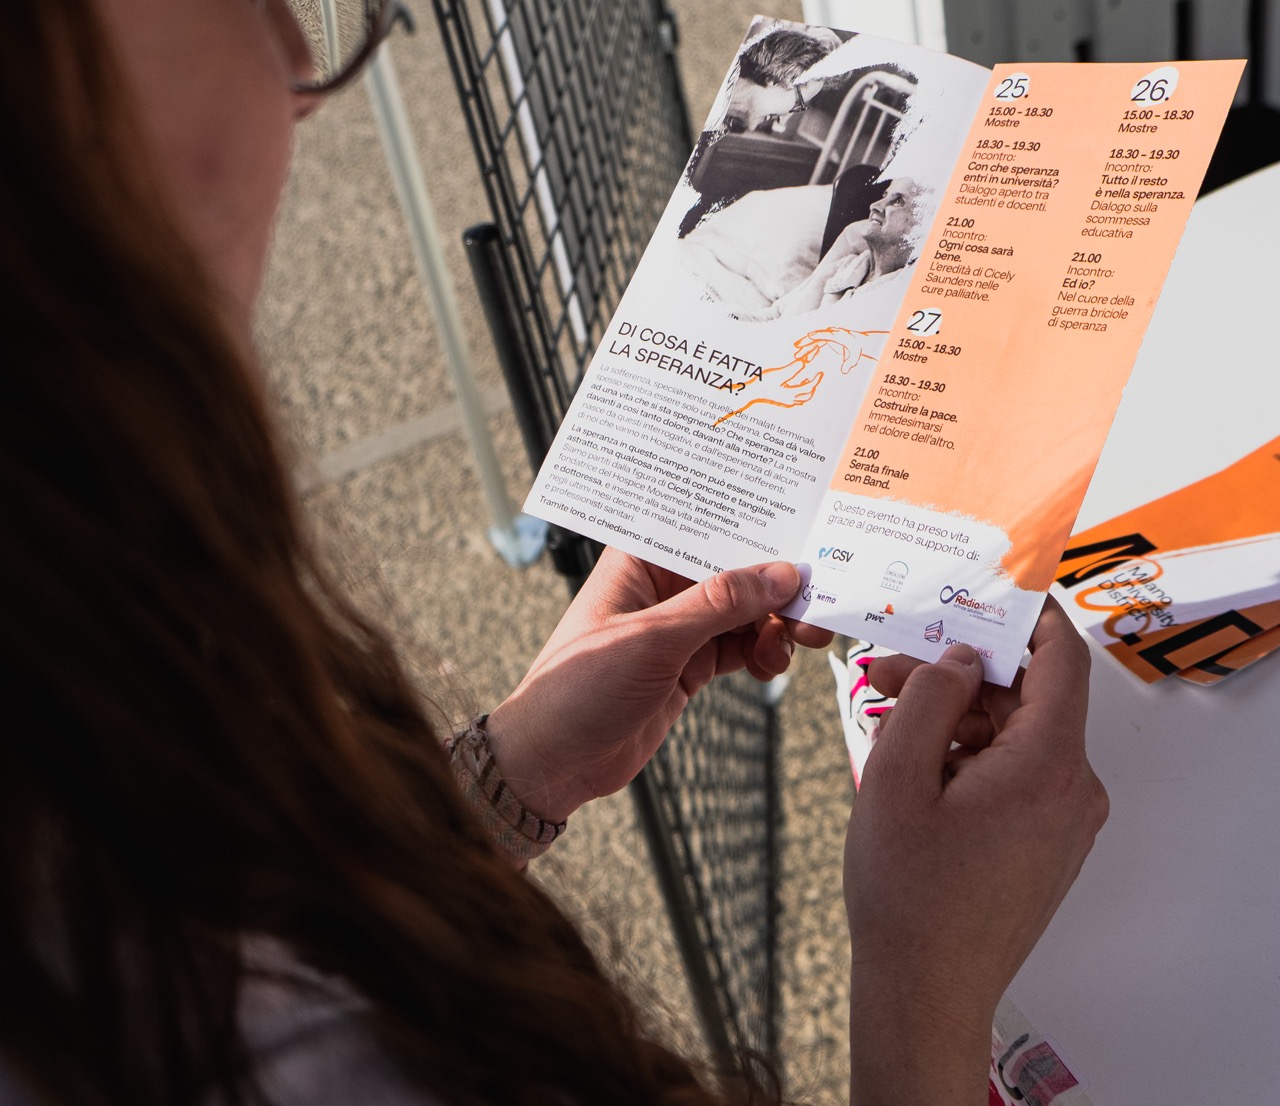 DI COSA È FATTA
LA SPERANZA?
La sofferenza, specialmente quella dei malati terminali,
spesso sembra essere solo una condanna. Cosa dà valore
ad una vita che si sta spegnendo? Che speranza c'è
davanti a così tanto dolore, davanti alla morte? La mostra
nasce da questi interrogativi, e dall'esperienza di alcuni
di noi che vanno in Hospice a cantare per i sofferenti.
La speranza in questo campo non può essere un valore
astratto, ma qualcosa invece di concreto e tangibile.
Siamo partiti dalla figura di Cicely Saunders, storica
fondatrice del Hospice Movement, infermiera
e dottoressa, e insieme alla sua vita abbiamo conosciuto
negli ultimi mesi decine di malati, parenti
e professionisti sanitari.
Tramite loro, ci chiediamo: di cosa è fatta la sp
25.
15.00 – 18.30
Mostre
18.30 – 19.30
Incontro:
Con che speranza
entri in università?
Dialogo aperto tra
studenti e docenti.
21.00
Incontro:
Ogni cosa sarà
bene.
L'eredità di Cicely
Saunders nelle
cure palliative.
26.
15.00 – 18.30
Mostre
18.30 – 19.30
Incontro:
Tutto il resto
è nella speranza.
Dialogo sulla
scommessa
educativa
21.00
Incontro:
Ed io?
Nel cuore della
guerra briciole
di speranza
27.
15.00 – 18.30
Mostre
18.30 – 19.30
Incontro:
Costruire la pace.
Immedesimarsi
nel dolore dell'altro.
21.00
Serata finale
con Band.
Questo evento ha preso vita
grazie al generoso supporto di:
CSV
RadioActivity
nemo
pwc
Milano
University
District